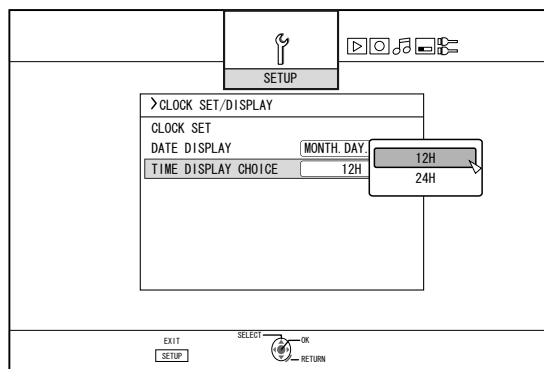 SETUP
>CLOCK SET/DISPLAY
CLOCK SET
DATE DISPLAY MONTH. DAY.
TIME DISPLAY CHOICE 12H
12H
24H
EXIT
SETUP
SELECT
OK
RETURN